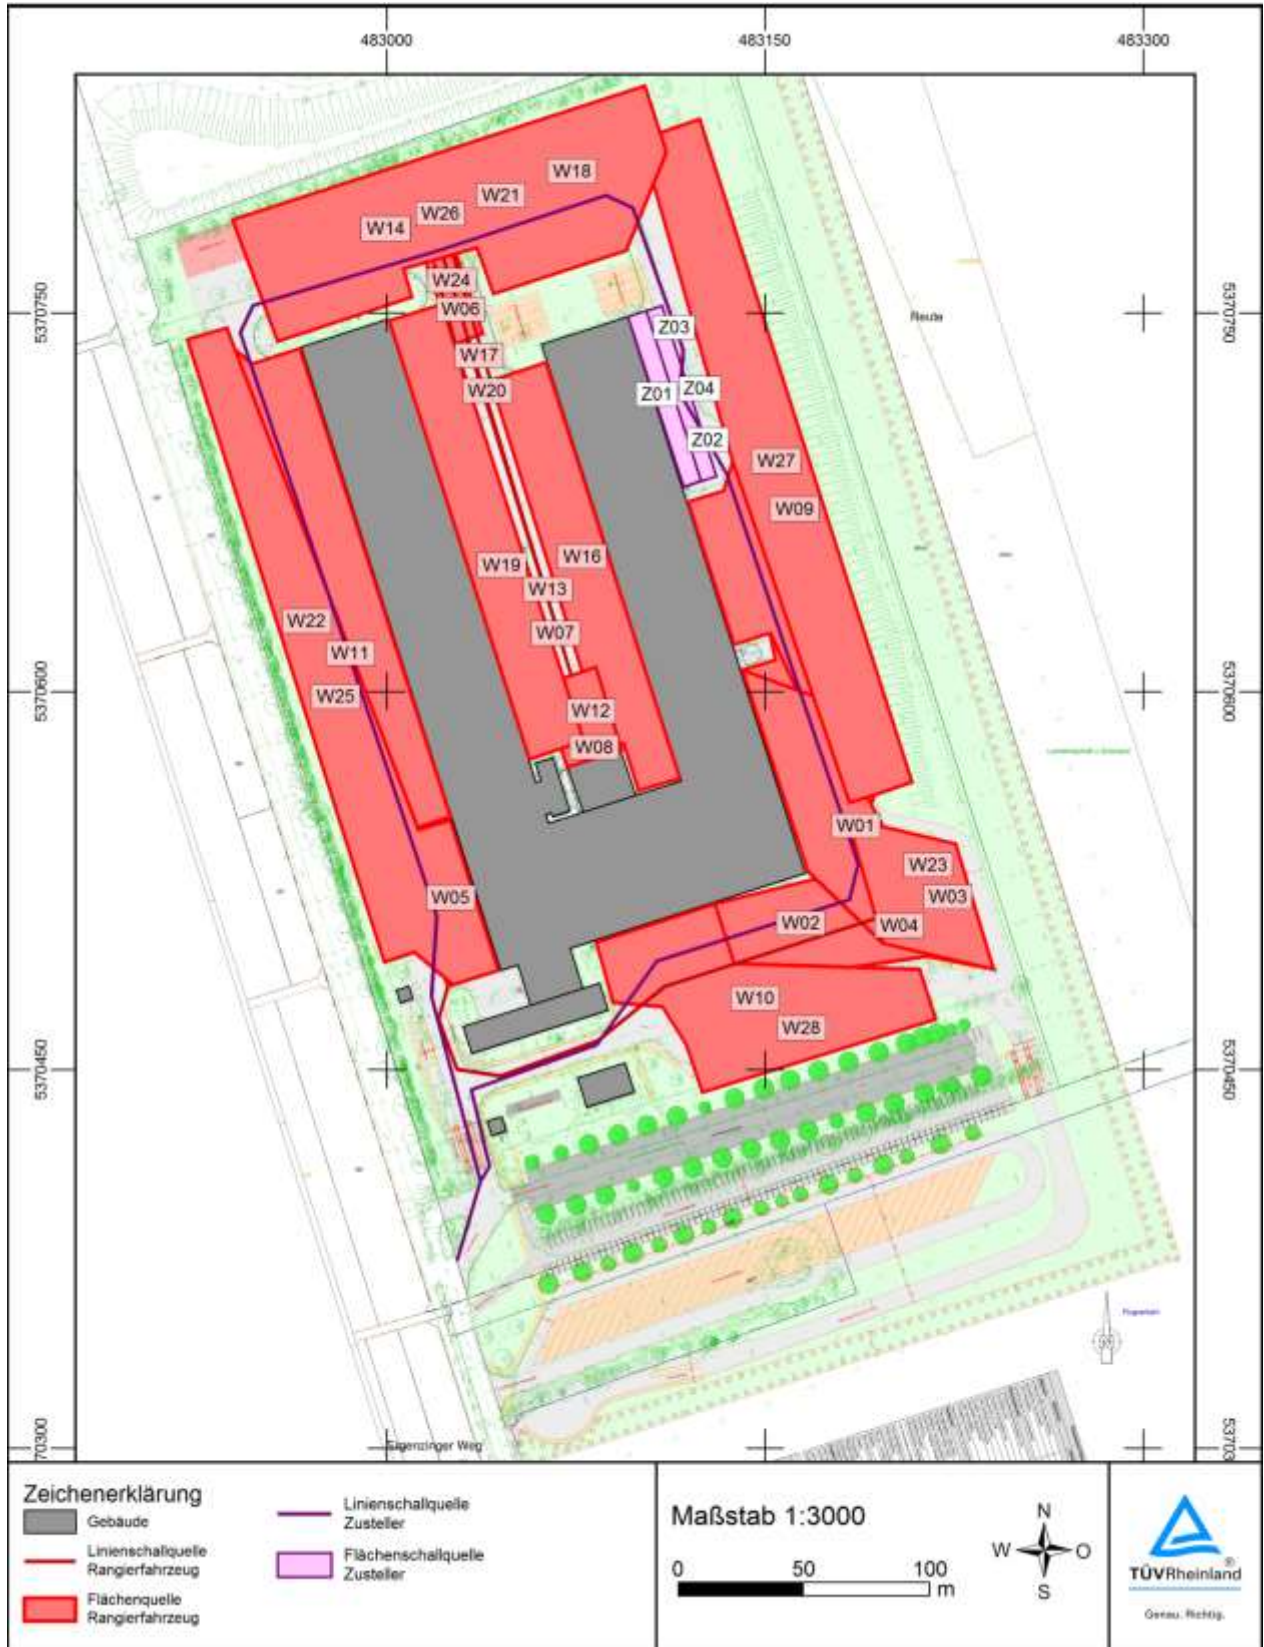 483000
483150
483300
W18
W21
W26
W14
W24
5370750
W06
Z03
5370750
Reute
W17
W20
Z01
Z04
Z02
W27
W09
W19
W16
W13
W22
W07
W11
5370600
W25
5370600
W12
W08
W01
W23
W05
W03
W02
W04
W10
W28
5370450
5370450
Weg
Zeichenerklärung
Gebäude
Linienschallquelle
Rangierfahrzeug
Flächenquelle
Rangierfahrzeug
Linienschallquelle
Zusteller
Flächenschallquelle
Zusteller
Maßstab 1:3000
0 50 100
m
N
W O
S
TÜVRheinland
®
Genau. Richtig.